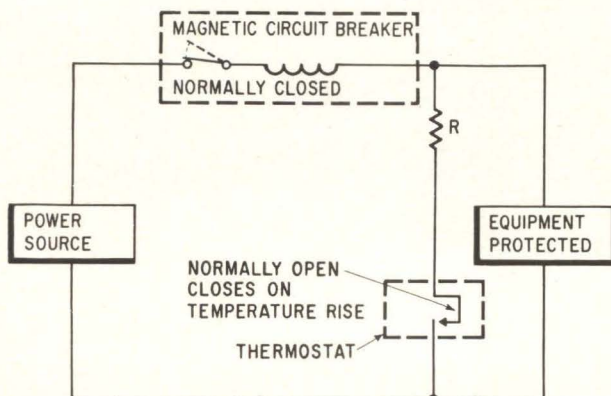 MAGNETIC CIRCUIT BREAKER
NORMALLY CLOSED
R
POWER
SOURCE
EQUIPMENT
PROTECTED
NORMALLY OPEN
CLOSES ON
TEMPERATURE RISE
THERMOSTAT